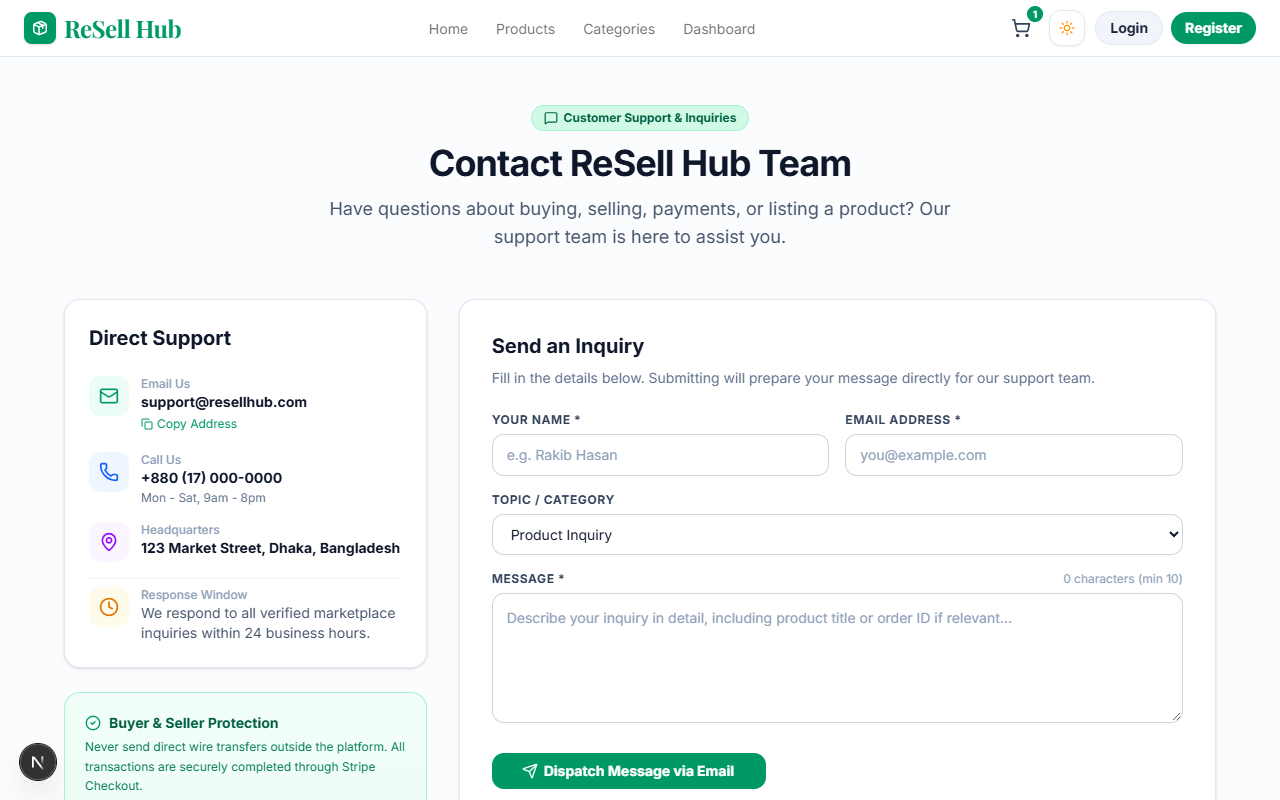 ReSell Hub
Home
Products
Categories
Dashboard
1
Login
Register
Customer Support & Inquiries
Contact ReSell Hub Team
Have questions about buying, selling, payments, or listing a product? Our
support team is here to assist you.
Direct Support
Email Us
support@resellhub.com
Copy Address
Call Us
+880 (17) 000-0000
Mon - Sat, 9am - 8pm
Headquarters
123 Market Street, Dhaka, Bangladesh
Response Window
We respond to all verified marketplace
inquiries within 24 business hours.
Buyer & Seller Protection
Never send direct wire transfers outside the platform. All
transactions are securely completed through Stripe
Checkout.
N
Send an Inquiry
Fill in the details below. Submitting will prepare your message directly for our support team.
YOUR NAME *
e.g. Rakib Hasan
EMAIL ADDRESS *
you@example.com
TOPIC / CATEGORY
Product Inquiry
MESSAGE *
0 characters (min 10)
Describe your inquiry in detail, including product title or order ID if relevant...
Dispatch Message via Email